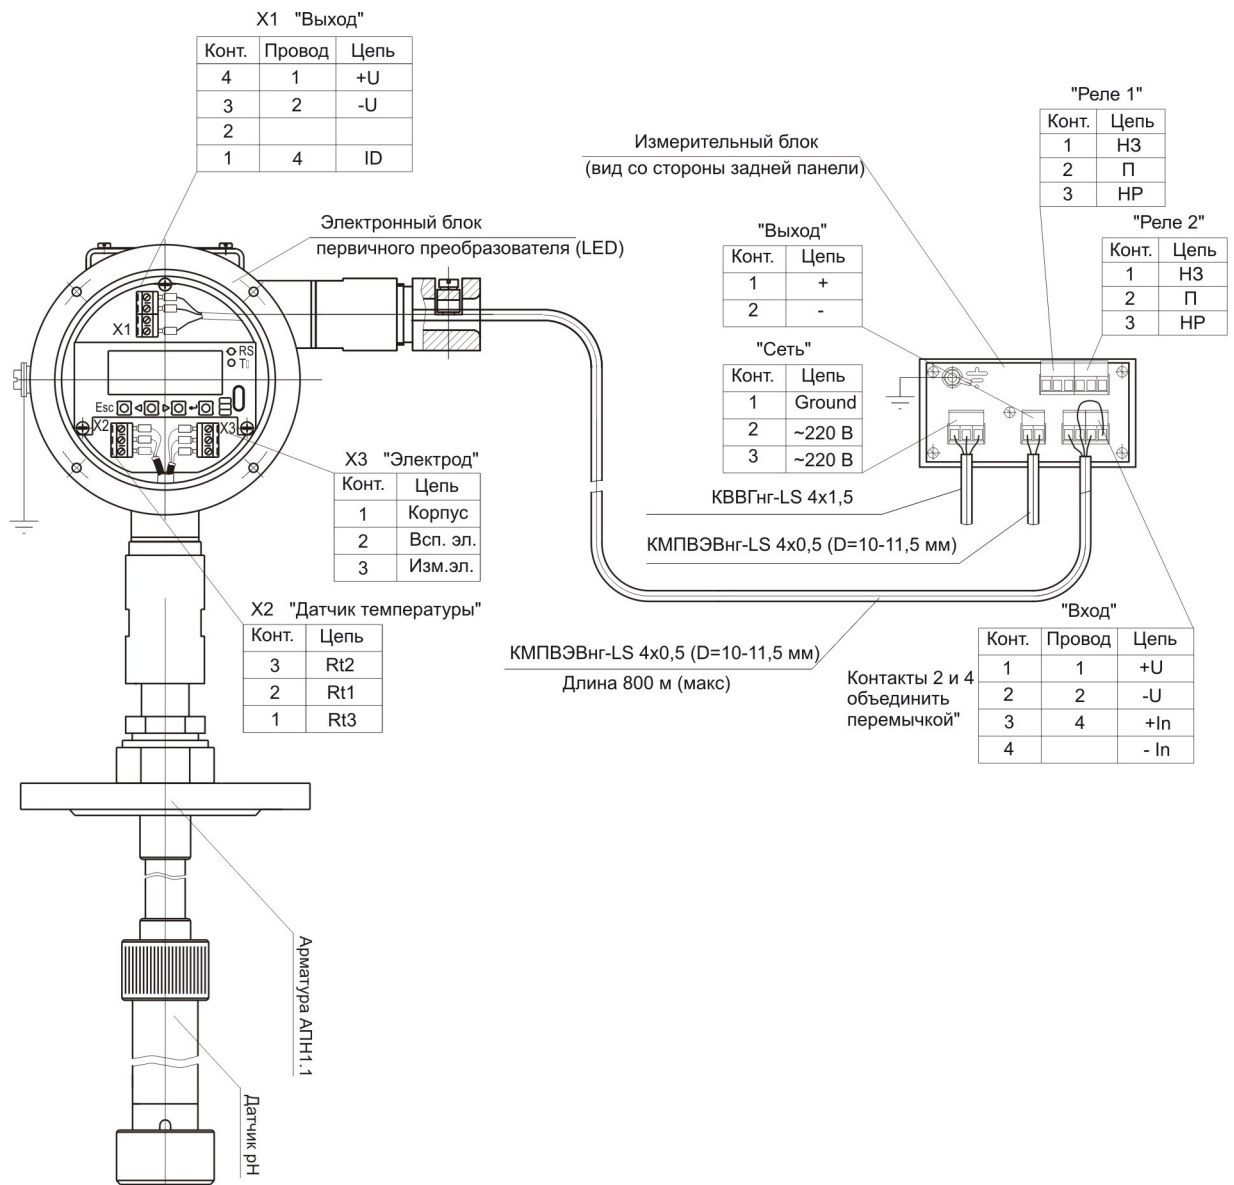 X1 "Выход"
Конт. Провод Цепь
4 1 +U
3 2 -U
2
1 4 ID
Электронный блок
первичного преобразователя (LED)
Измерительный блок
(вид со стороны задней панели)
"Реле 1"
Конт. Цепь
1 НЗ
2 П
3 НР
"Реле 2"
Конт. Цепь
1 НЗ
2 П
3 НР
"Выход"
Конт. Цепь
1 +
2 -
"Сеть"
Конт. Цепь
1 Ground
2 ~220 В
3 ~220 В
X1
RS
Esc
X2
X3
X3 "Электрод"
Конт. Цепь
1 Корпус
2 Всп. эл.
3 Изм.эл.
X2 "Датчик температуры"
Конт. Цепь
3 Rt2
2 Rt1
1 Rt3
КВВГнг-LS 4x1,5
КМПВЭВнг-LS 4x0,5 (D=10-11,5 мм)
КМПВЭВнг-LS 4x0,5 (D=10-11,5 мм)
Длина 800 м (макс)
Контакты 2 и 4
объединить
перемычкой"
"Вход"
Конт. Провод Цепь
1 1 +U
2 2 -U
3 4 +In
4 - In
Арматура АПН1.1
Датчик pH